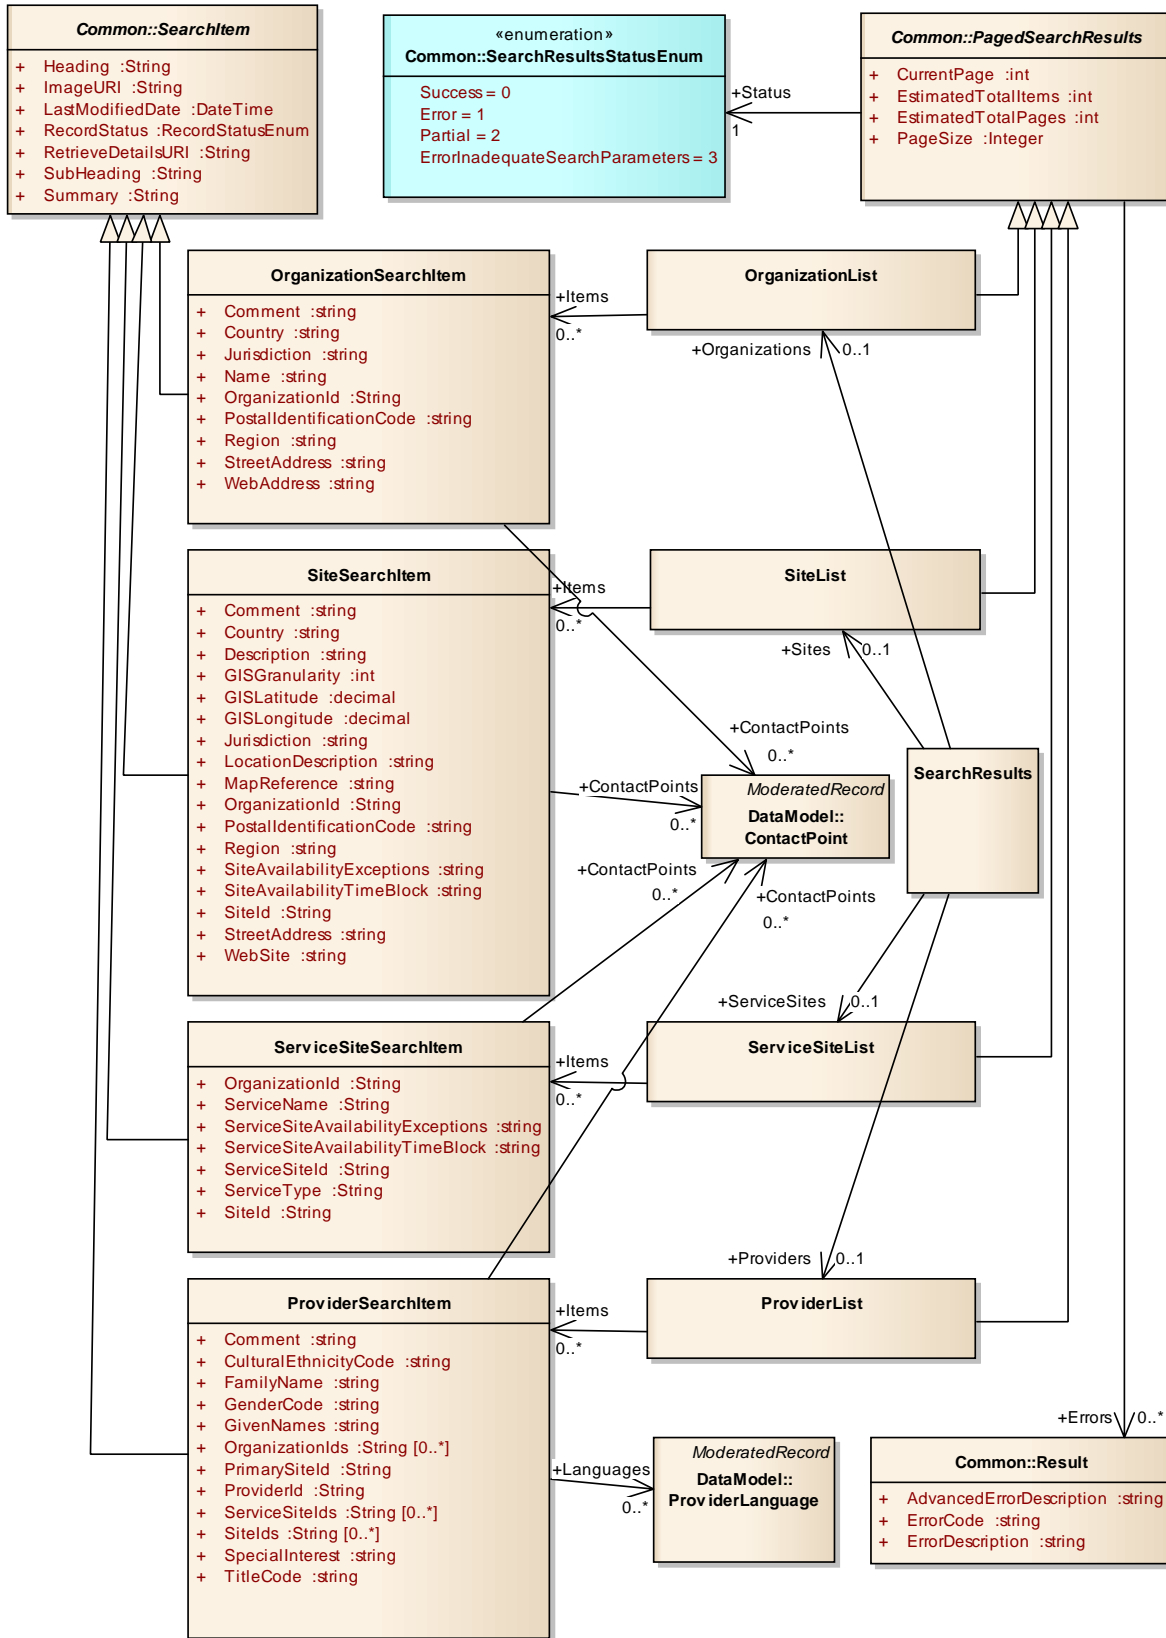 Common::SearchItem
+ Heading :String
+ ImageURI :String
+ LastModifiedDate :DateTime
+ RecordStatus :RecordStatusEnum
+ RetrieveDetailsURI :String
+ SubHeading :String
+ Summary :String
«enumeration»
Common::SearchResultsStatusEnum
Success = 0
Error = 1
Partial = 2
ErrorInadequateSearchParameters = 3
+Status
1
Common::PagedSearchResults
+ CurrentPage :int
+ EstimatedTotalItems :int
+ EstimatedTotalPages :int
+ PageSize :Integer
OrganizationSearchItem
+ Comment :string
+ Country :string
+ Jurisdiction :string
+ Name :string
+ OrganizationId :String
+ PostalIdentificationCode :string
+ Region :string
+ StreetAddress :string
+ WebAddress :string
+Items
0..*
OrganizationList
+Organizations
0..1
SiteSearchItem
+ Comment :string
+ Country :string
+ Description :string
+ GISGranularity :int
+ GISLatitude :decimal
+ GISLongitude :decimal
+ Jurisdiction :string
+ LocationDescription :string
+ MapReference :string
+ OrganizationId :String
+ PostalIdentificationCode :string
+ Region :string
+ SiteAvailabilityExceptions :string
+ SiteAvailabilityTimeBlock :string
+ SiteId :String
+ StreetAddress :string
+ WebSite :string
+Items
0..*
SiteList
+Sites
0..1
+ContactPoints
0..*
+ContactPoints
0..*
ModeratedRecord
DataModel::
ContactPoint
SearchResults
+ContactPoints
0..*
+ContactPoints
0..*
+ServiceSites
0..1
ServiceSiteSearchItem
+ OrganizationId :String
+ ServiceName :String
+ ServiceSiteAvailabilityExceptions :string
+ ServiceSiteAvailabilityTimeBlock :string
+ ServiceSiteId :String
+ ServiceType :String
+ SiteId :String
+Items
0..*
ServiceSiteList
+Providers
0..1
ProviderSearchItem
+ Comment :string
+ CulturalEthnicityCode :string
+ FamilyName :string
+ GenderCode :string
+ GivenNames :string
+ OrganizationIds :String [0..*]
+ PrimarySiteId :String
+ ProviderId :String
+ ServiceSiteIds :String [0..*]
+ SiteIds :String [0..*]
+ SpecialInterest :string
+ TitleCode :string
+Items
0..*
ProviderList
+Languages
0..*
ModeratedRecord
DataModel::
ProviderLanguage
+Errors
0..*
Common::Result
+ AdvancedErrorDescription :string
+ ErrorCode :string
+ ErrorDescription :string